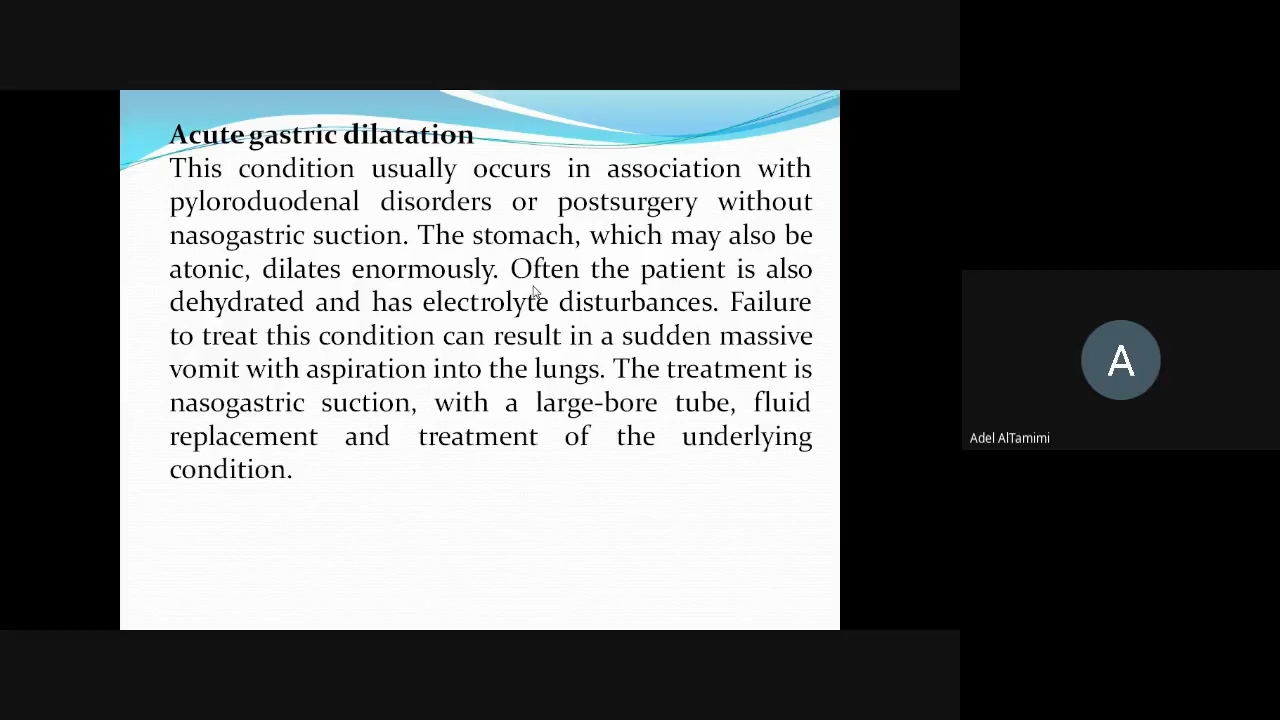 Acute gastric dilatation
This condition usually occurs in association with
pyloroduodenal disorders or postsurgery without
nasogastric suction. The stomach, which may also be
atonic, dilates enormously. Often the patient is also
dehydrated and has electrolyte disturbances. Failure
to treat this condition can result in a sudden massive
vomit with aspiration into the lungs. The treatment is
nasogastric suction, with a large-bore tube, fluid
replacement and treatment of the underlying
condition.
A
Adel AlTamimi